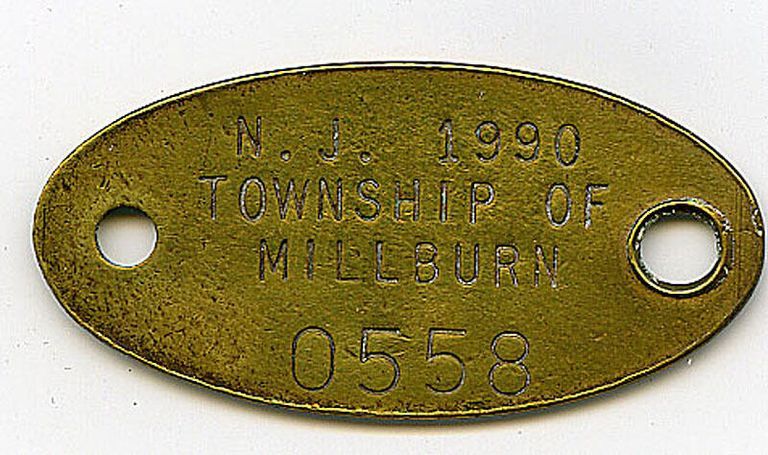 N.J. 1990
TOWNSHIP OF
MILLBURN
0558